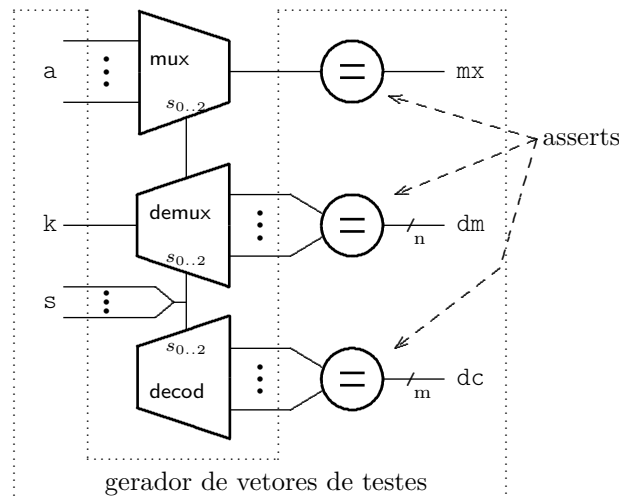 mux
a
s0..2
mx
asserts
demux
k
s0..2
dm
n
s
s0..2
decod
dc
m
gerador de vetores de testes